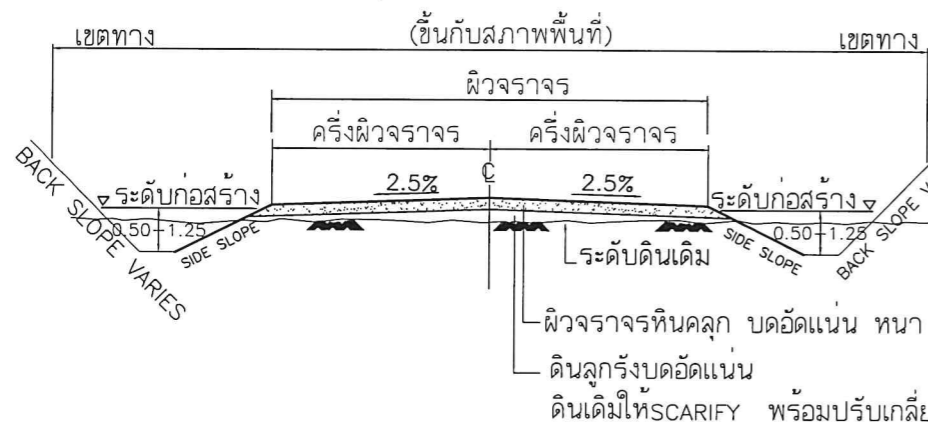 (ขึ้นกับสภาพพื้นที่)
เขตทาง
เขตทาง
ผิวจราจร
ครึ่งผิวจราจร
ครึ่งผิวจราจร
℄
2.5%
2.5%
ระดับก่อสร้าง
ระดับก่อสร้าง
0.50-1.25
0.50-1.25
BACK SLOPE VARIES
SIDE SLOPE
SIDE SLOPE
BACK SLOPE V
ระดับดินเดิม
ผิวจราจรหินคลุก บดอัดแน่น หนา
ดินลูกรังบดอัดแน่น
ดินเดิมให้SCARIFY พร้อมปรับเกลี่ย